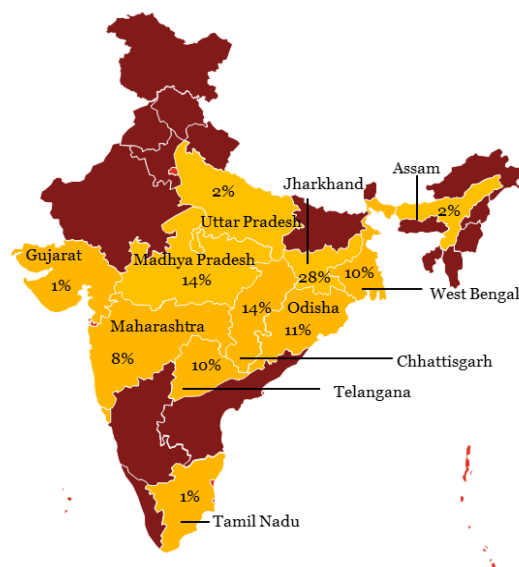 Assam
Jharkhand
2%
2%
Uttar Pradesh
Gujarat
Madhya Pradesh
1%
14%
28%
10%
West Bengal
14%
Odisha
Maharashtra
11%
8%
10%
Chhattisgarh
Telangana
1%
Tamil Nadu